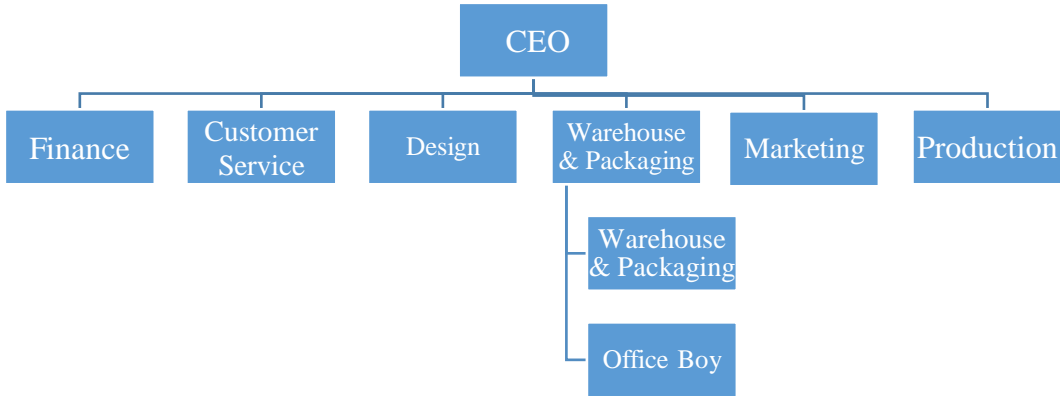 CEO
Finance
Customer
Service
Design
Warehouse
& Packaging
Marketing
Production
Warehouse
& Packaging
Office Boy